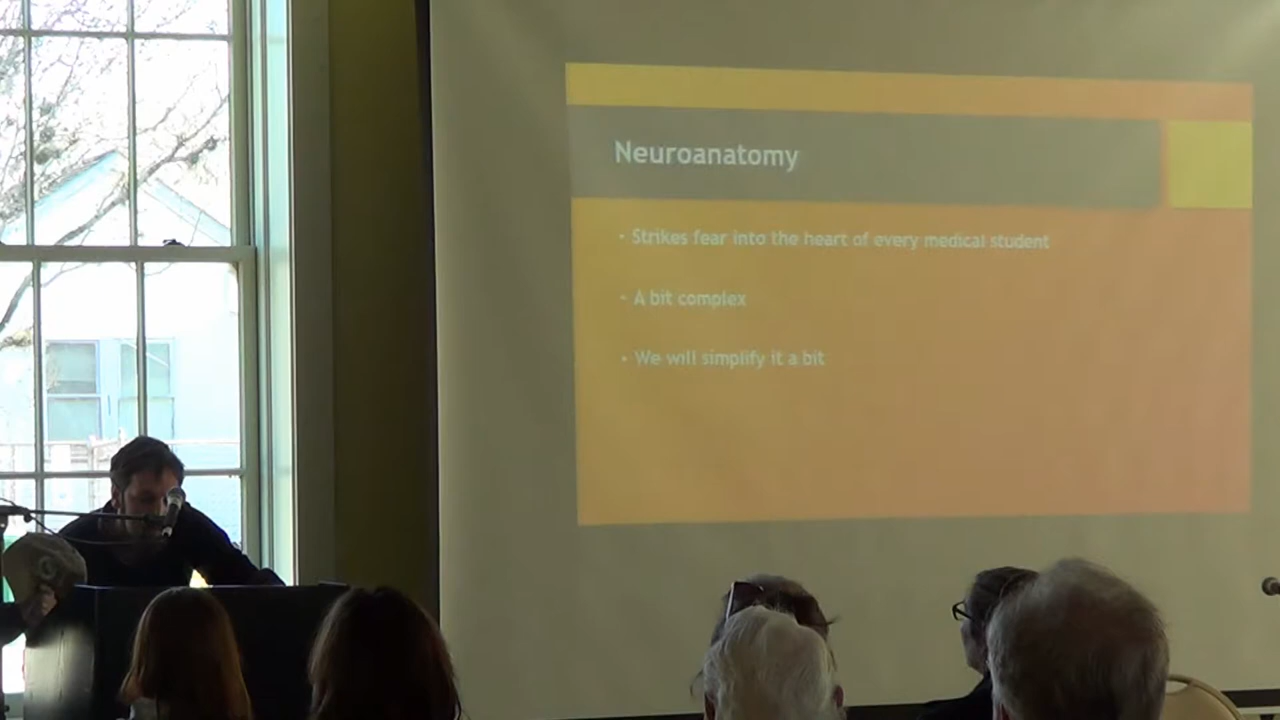 Neuroanatomy
• Strikes fear into the heart of every medical student
• A bit complex
• We will simplify it a bit